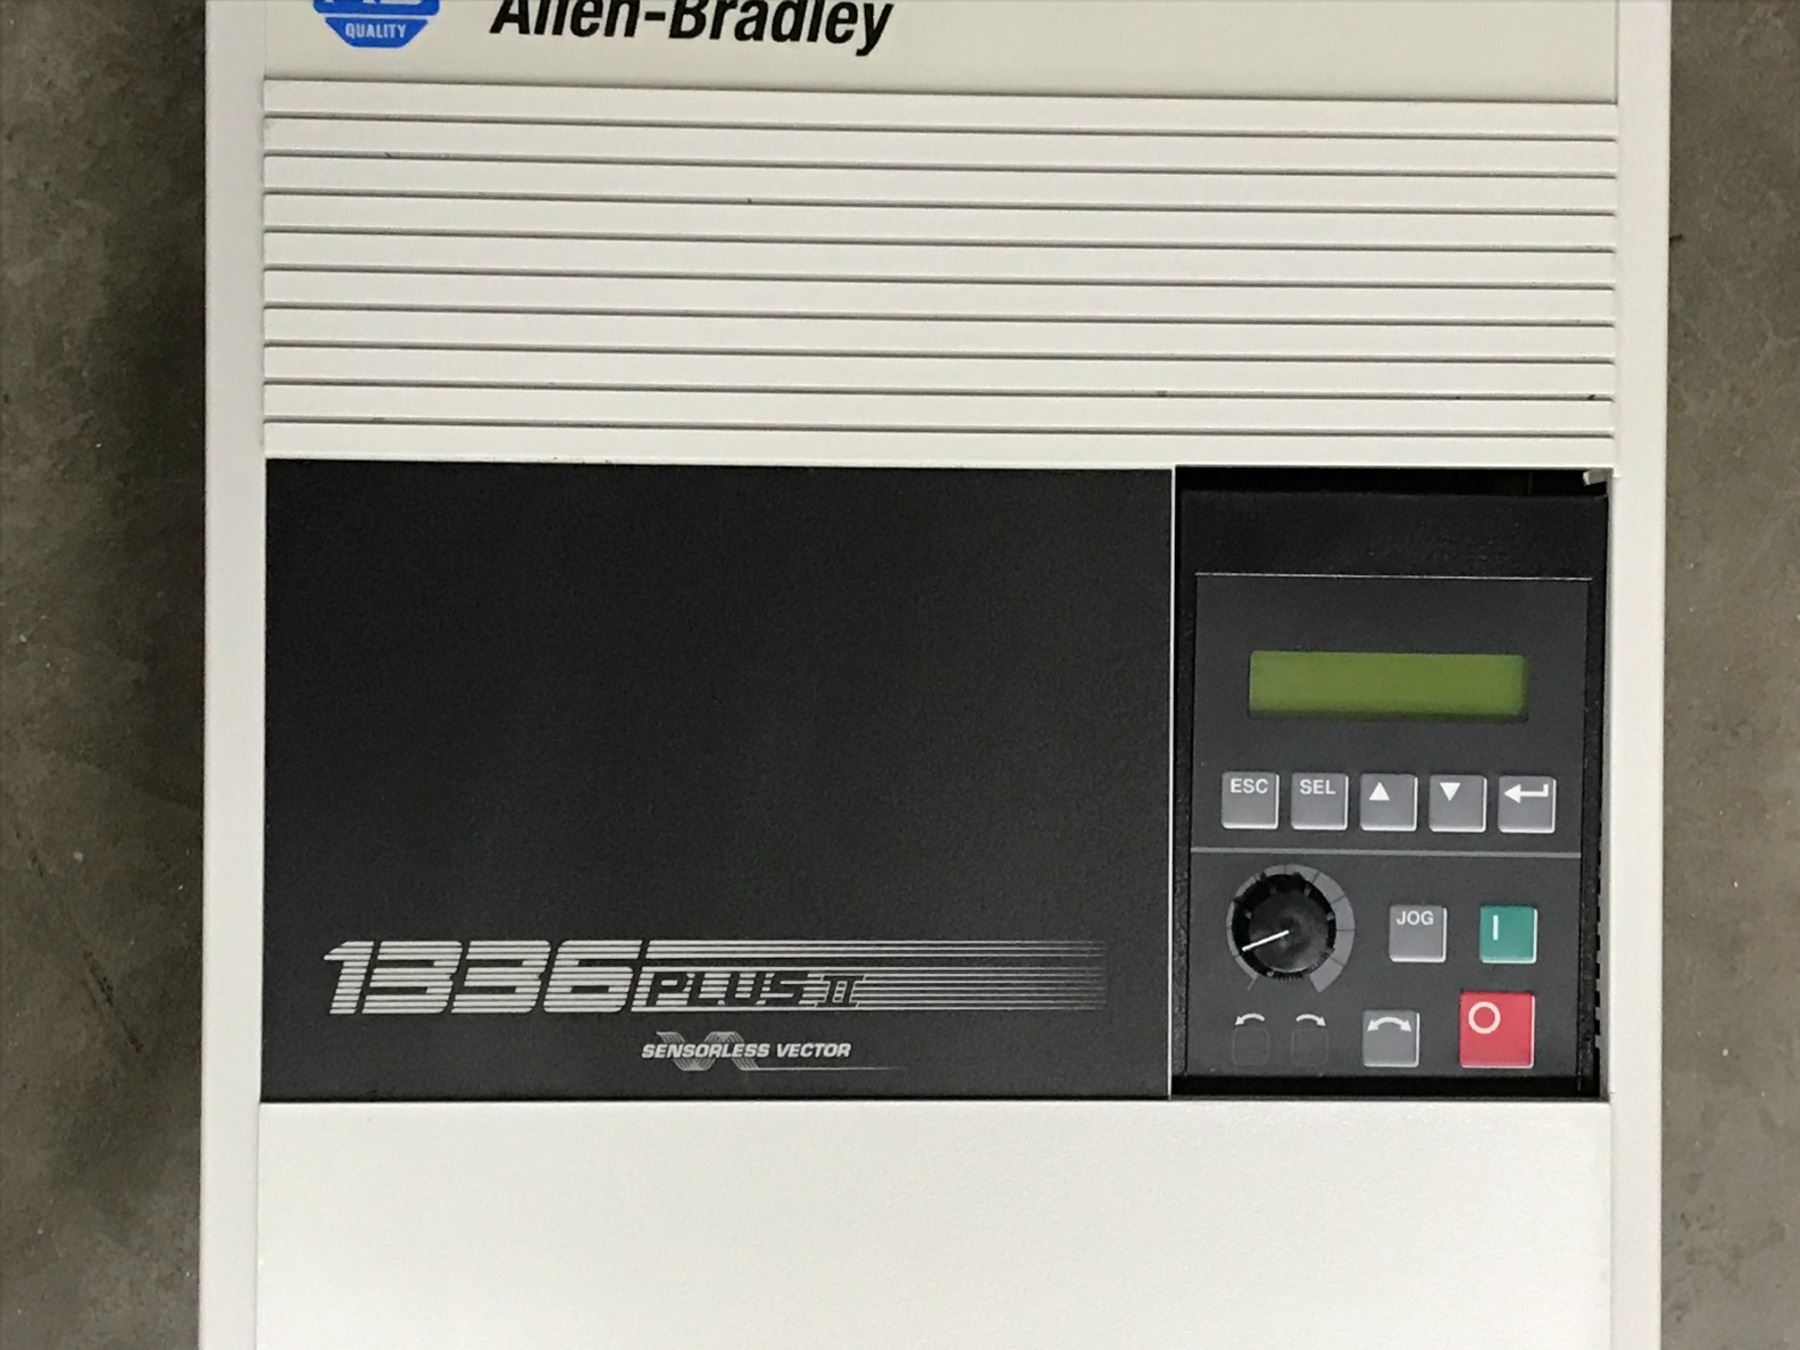 QUALITY
Allen-Bradley
1336 PLUS II
SENSORLESS VECTOR
ESC SEL
JOG